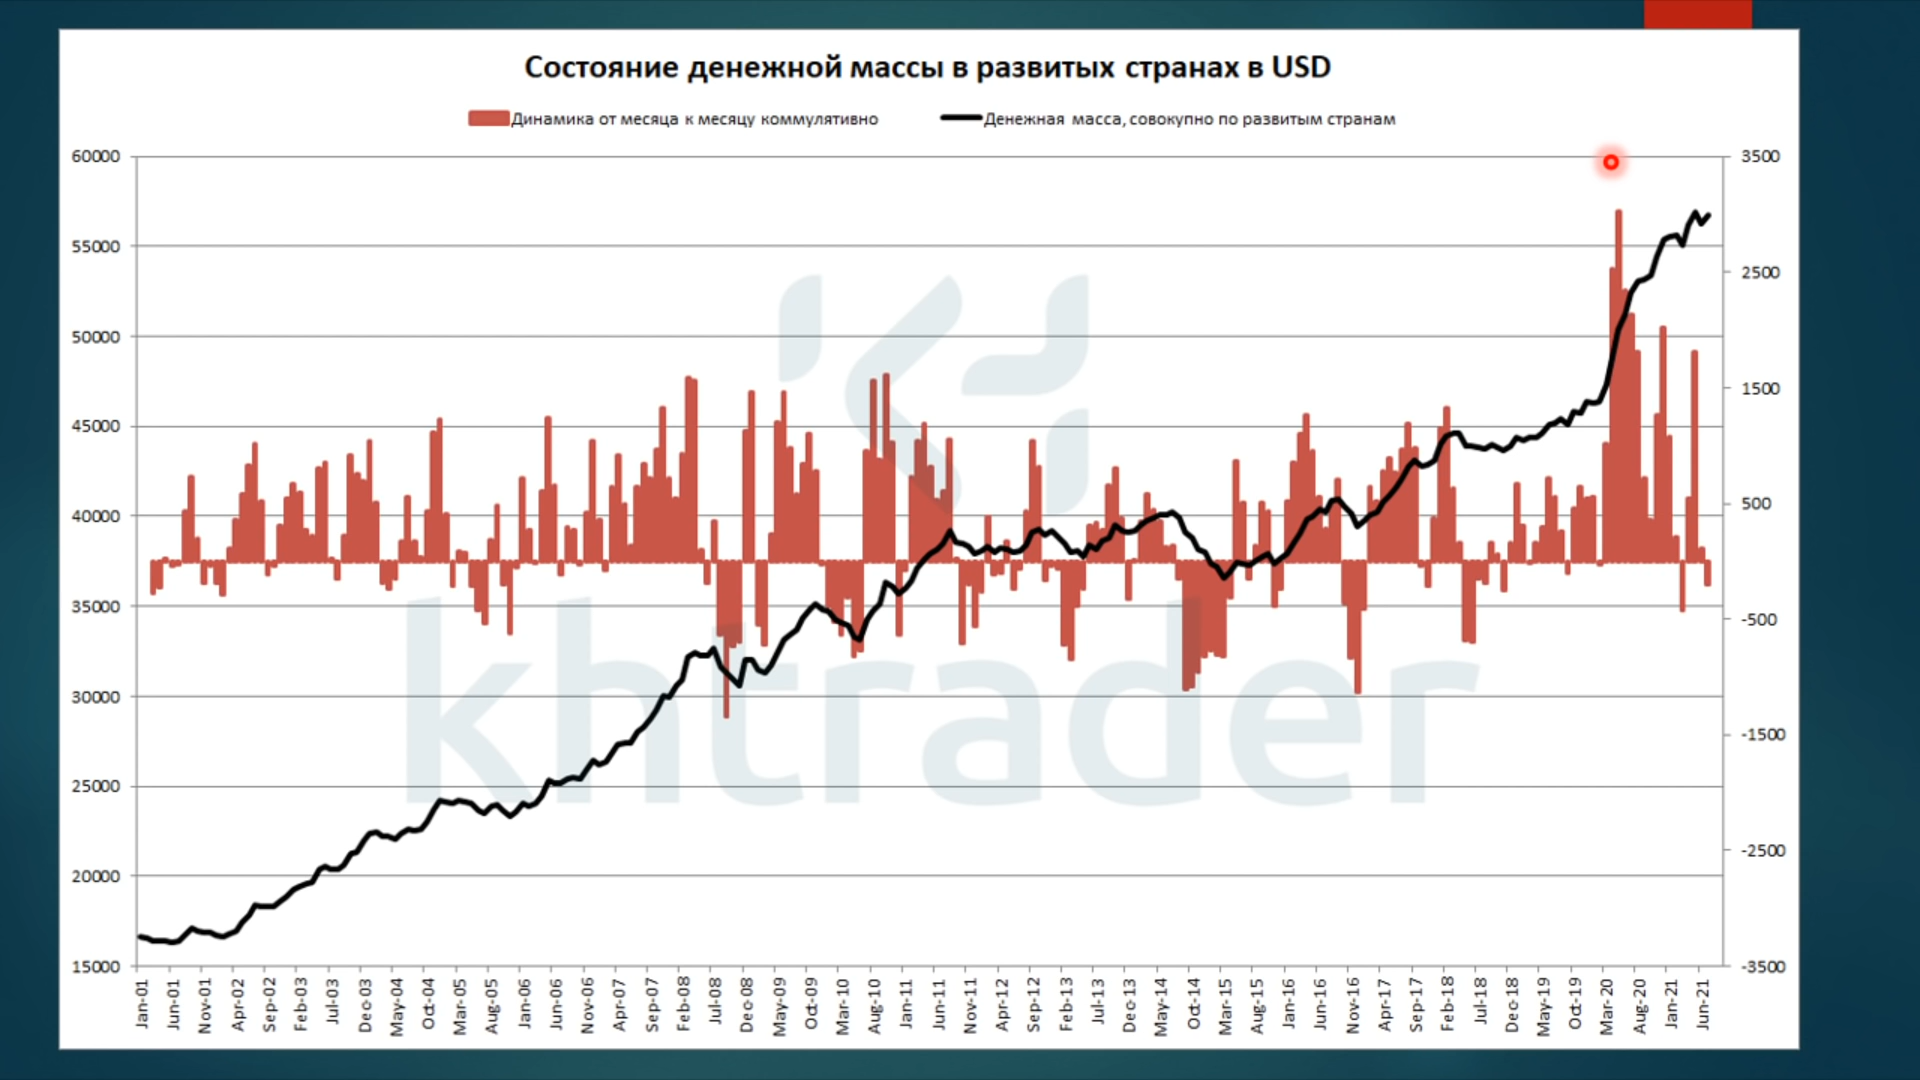 Состояние денежной массы в развитых странах в USD
Динамика от месяца к месяцу коммулятивно
Денежная масса, совокупно по развитым странам
60000
55000
50000
45000
40000
35000
30000
25000
20000
15000
3500
2500
1500
500
-500
-1500
-2500
-3500
khtrader
Jan-01
Jun-01
Nov-01
Apr-02
Sep-02
Feb-03
Jul-03
Dec-03
May-04
Oct-04
Mar-05
Aug-05
Jan-06
Jun-06
Nov-06
Apr-07
Sep-07
Feb-08
Jul-08
Dec-08
May-09
Oct-09
Mar-10
Aug-10
Jan-11
Jun-11
Nov-11
Apr-12
Sep-12
Feb-13
Jul-13
Dec-13
May-14
Oct-14
Mar-15
Aug-15
Jan-16
Jun-16
Nov-16
Apr-17
Sep-17
Feb-18
Jul-18
Dec-18
May-19
Oct-19
Mar-20
Aug-20
Jan-21
Jun-21